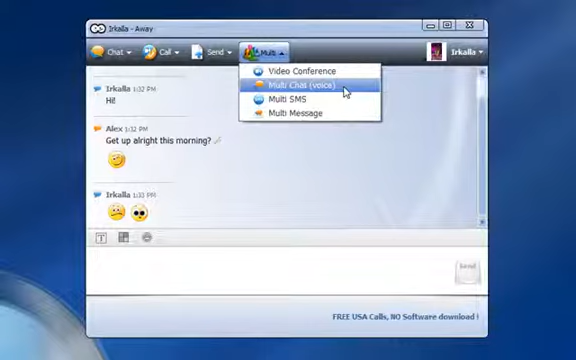 Irkalla - Away
Chat
Call
Send
Multi
Irkalla
Video Conference
Multi Chat (voice)
Multi SMS
Multi Message
Irkalla 1:32 PM
Hi!
Alex 1:32 PM
Get up alright this morning?
Irkalla 1:33 PM
T
Send
FREE USA Calls, NO Software download !